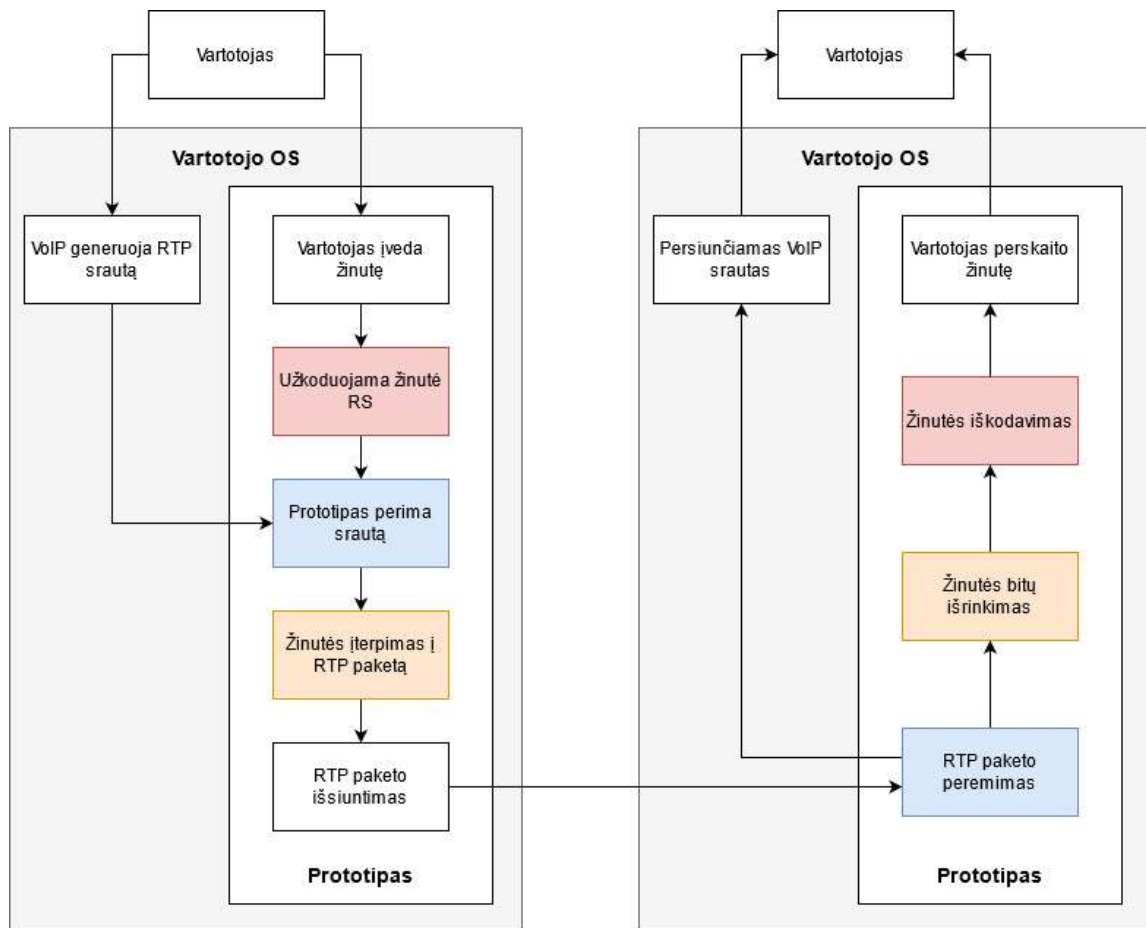 Vartotojas
Vartotojo OS
VoIP generuoja RTP
srautą
Vartotojas įveda
žinutę
Užkoduojama žinutė
RS
Prototipas perima
srautą
Žinutės įterpimas į
RTP paketą
RTP paketo
išsiuntimas
Prototipas
Vartotojas
Vartotojo OS
Persiunčiamas VoIP
srautas
Vartotojas perskaito
žinutę
Žinutės iškodavimas
Žinutės bitų
išrinkimas
RTP paketo
peremimas
Prototipas